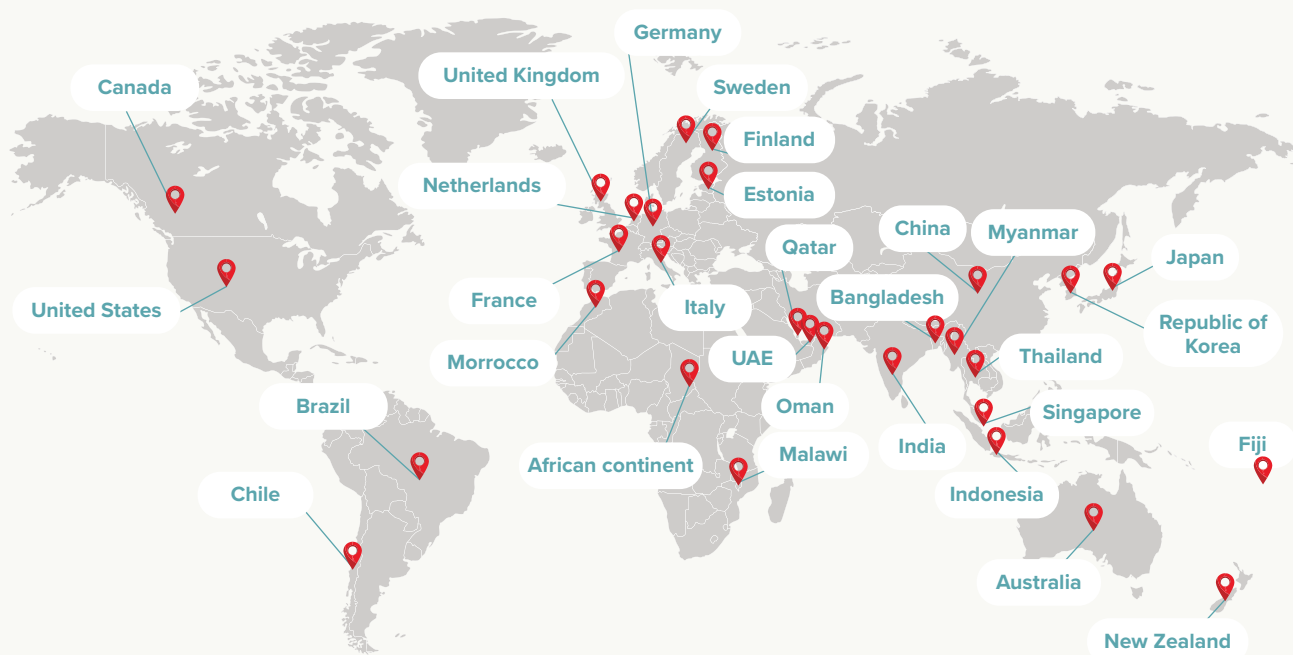 Germany
United Kingdom
Canada
Sweden
Finland
Netherlands
Estonia
China
Myanmar
Qatar
Japan
France
Italy
Bangladesh
United States
Republic of
Korea
Morrocco
UAE
Thailand
Brazil
Oman
Singapore
African continent
Malawi
India
Fiji
Chile
Indonesia
Australia
New Zealand